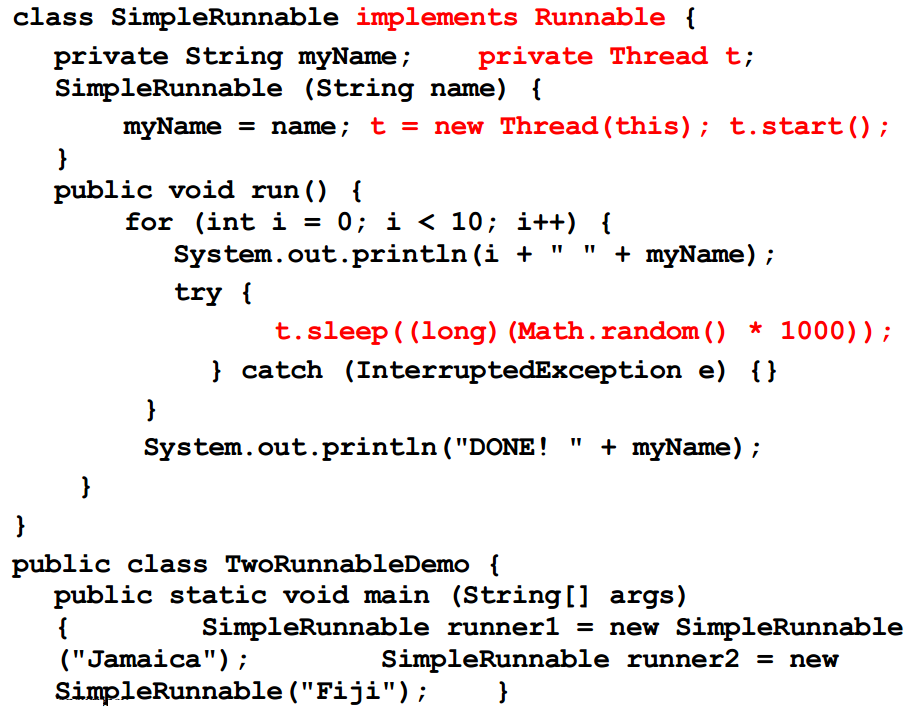 class SimpleRunnable implements Runnable {
private String myName; private Thread t;
SimpleRunnable (String name) {
myName = name; t = new Thread(this); t.start();
}
public void run() {
for (int i = 0; i < 10; i++) {
System.out.println(i + " " + myName);
try {
t.sleep((long)(Math.random() * 1000));
} catch (InterruptedException e) {}
}
System.out.println("DONE! " + myName);
}
}
public class TwoRunnableDemo {
public static void main (String[] args)
{ SimpleRunnable runner1 = new SimpleRunnable
("Jamaica"); SimpleRunnable runner2 = new
SimpleRunnable("Fiji"); }